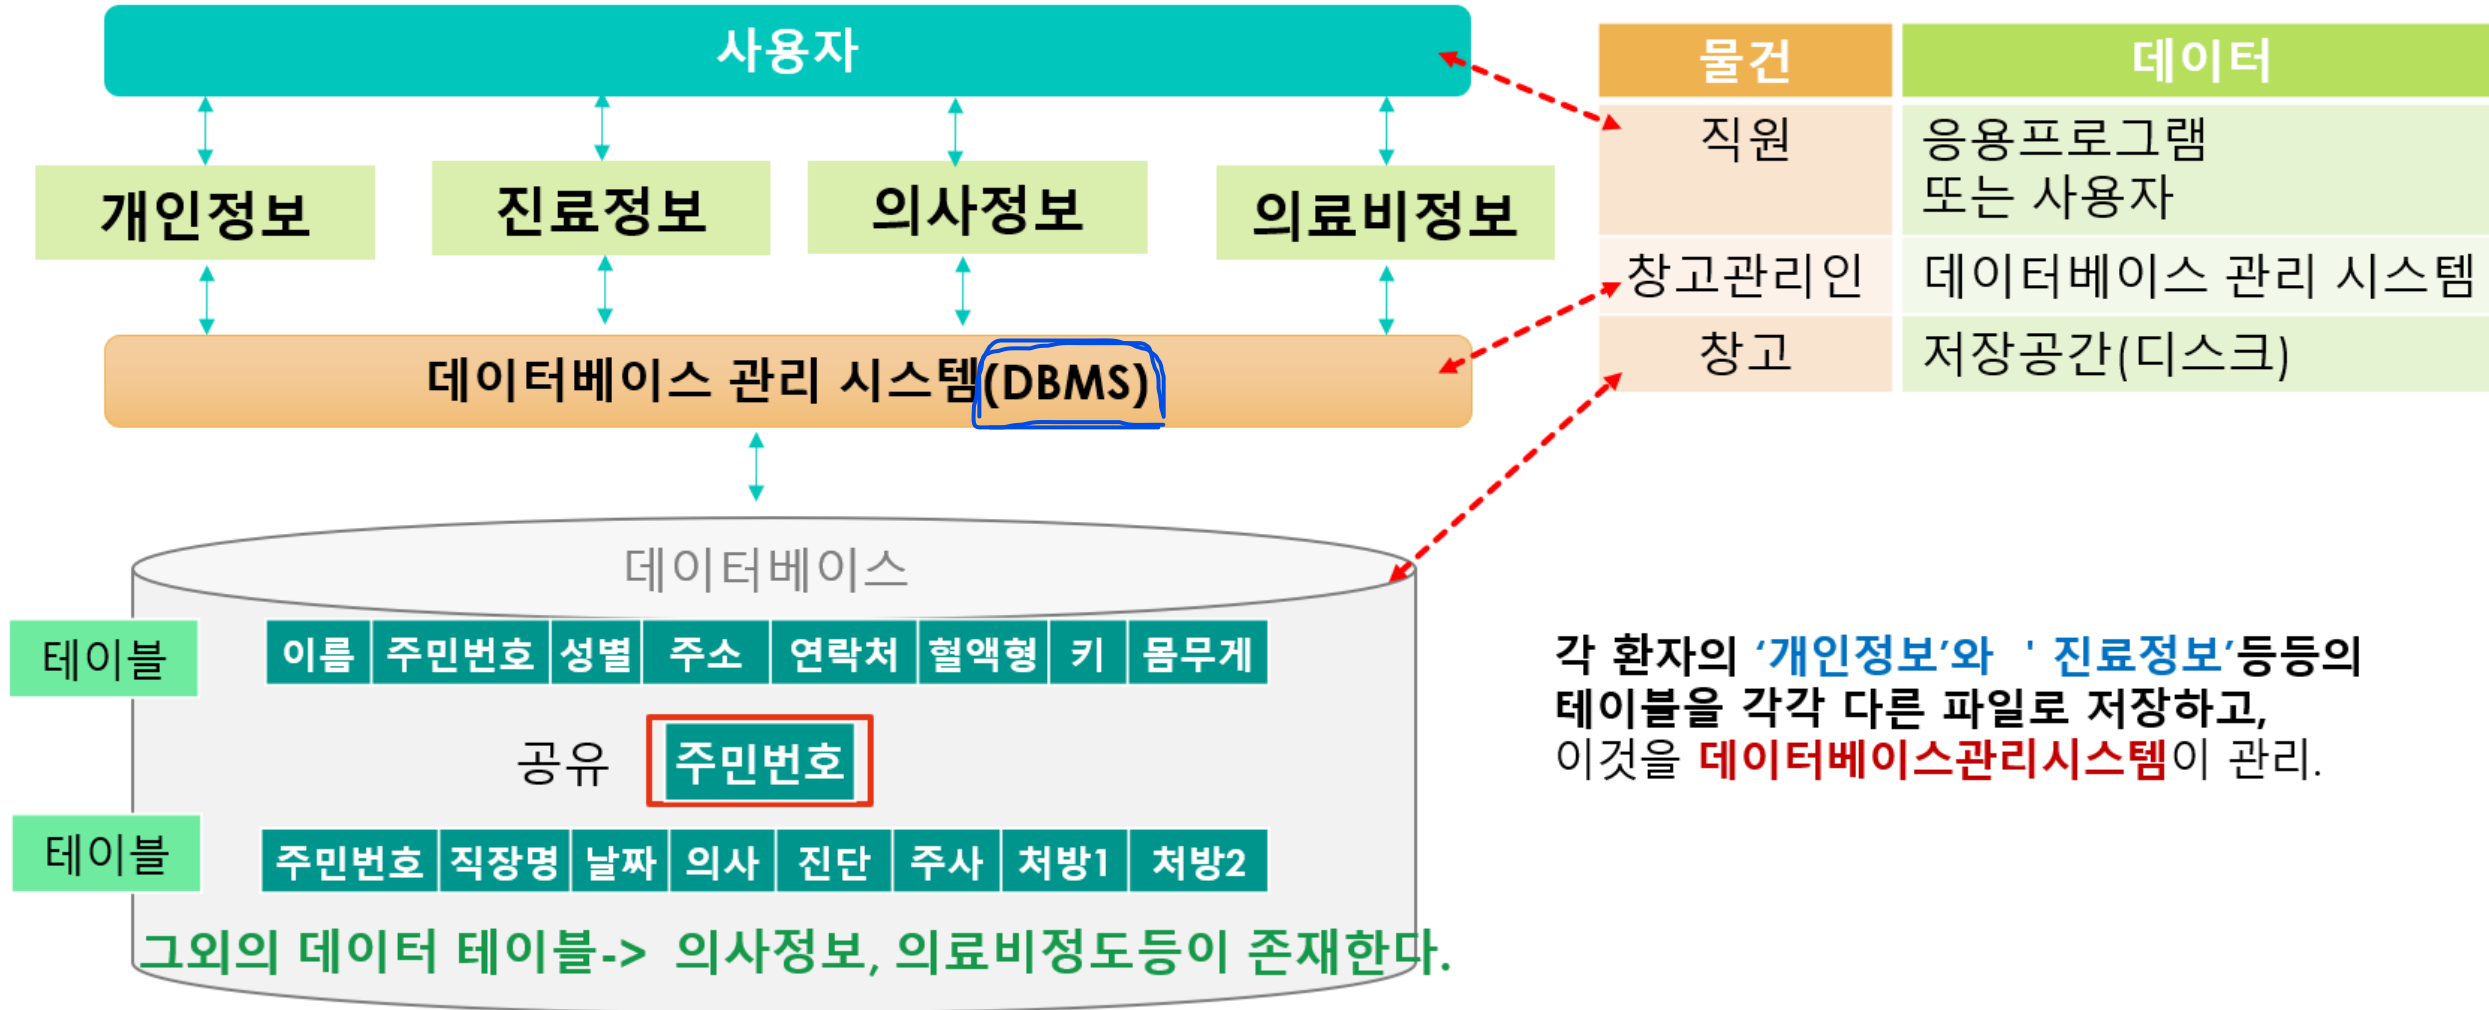 사용자
개인정보
진료정보
의사정보
의료비정보
데이터베이스 관리 시스템(DBMS)
데이터베이스
테이블
이름 주민번호 성별 주소 연락처 혈액형 키 몸무게
공유 주민번호
테이블
주민번호 직장명 날짜 의사 진단 주사 처방1 처방2
그외의 데이터 테이블-> 의사정보, 의료비정도등이 존재한다.
물건 데이터
직원 응용프로그램
또는 사용자
창고관리인 데이터베이스 관리 시스템
창고 저장공간(디스크)
각 환자의 ‘개인정보’와 ' 진료정보’등등의
테이블을 각각 다른 파일로 저장하고,
이것을 데이터베이스관리시스템이 관리.